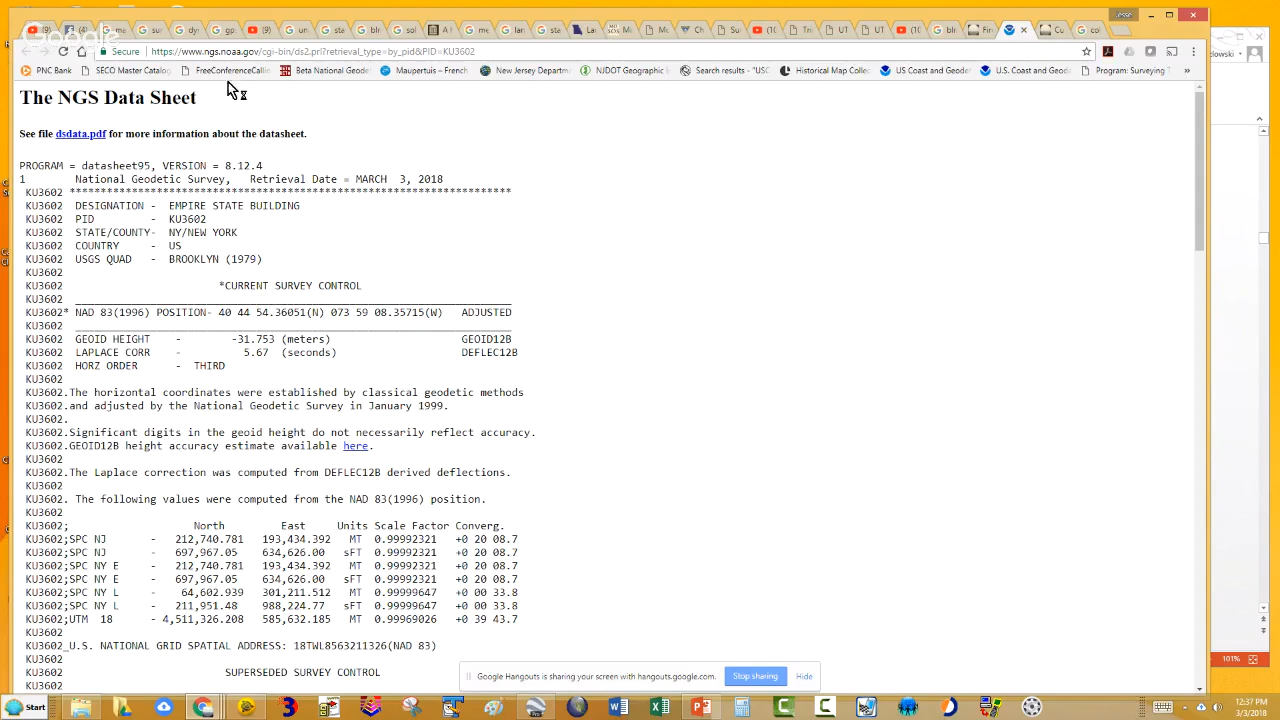 Jesse
Secure https://www.ngs.noaa.gov/cgi-bin/ds2.prl?retrieval_type=by_pid&PID=KU3602
PNC Bank SECO Master Catalog FreeConferenceCallin Beta National Geode Maupertuis – French New Jersey Department NJDOT Geographic I Search results - "USC Historical Map Collec US Coast and Geodet U.S. Coast and Geod Program: Surveying T »
The NGS Data Sheet
See file dsdata.pdf for more information about the datasheet.
PROGRAM = datasheet95, VERSION = 8.12.4
1 National Geodetic Survey, Retrieval Date = MARCH 3, 2018
KU3602 ***********************************************************************
KU3602 DESIGNATION - EMPIRE STATE BUILDING
KU3602 PID - KU3602
KU3602 STATE/COUNTY- NY/NEW YORK
KU3602 COUNTRY - US
KU3602 USGS QUAD - BROOKLYN (1979)
KU3602
KU3602 *CURRENT SURVEY CONTROL
KU3602 ______________________________________________________________________
KU3602* NAD 83(1996) POSITION- 40 44 54.36051(N) 073 59 08.35715(W) ADJUSTED
KU3602 ______________________________________________________________________
KU3602 GEOID HEIGHT - -31.753 (meters) GEOID12B
KU3602 LAPLACE CORR - 5.67 (seconds) DEFLEC12B
KU3602 HORZ ORDER - THIRD
KU3602
KU3602.The horizontal coordinates were established by classical geodetic methods
KU3602.and adjusted by the National Geodetic Survey in January 1999.
KU3602.
KU3602.Significant digits in the geoid height do not necessarily reflect accuracy.
KU3602.GEOID12B height accuracy estimate available here.
KU3602
KU3602.The Laplace correction was computed from DEFLEC12B derived deflections.
KU3602
KU3602. The following values were computed from the NAD 83(1996) position.
KU3602
KU3602; North East Units Scale Factor Converg.
KU3602;SPC NJ - 212,740.781 193,434.392 MT 0.99992321 +0 20 08.7
KU3602;SPC NJ - 697,967.05 634,626.00 sFT 0.99992321 +0 20 08.7
KU3602;SPC NY E - 212,740.781 193,434.392 MT 0.99992321 +0 20 08.7
KU3602;SPC NY E - 697,967.05 634,626.00 sFT 0.99992321 +0 20 08.7
KU3602;SPC NY L - 64,602.939 301,211.512 MT 0.99999647 +0 00 33.8
KU3602;SPC NY L - 211,951.48 988,224.77 sFT 0.99999647 +0 00 33.8
KU3602;UTM 18 - 4,511,326.208 585,632.185 MT 0.99969026 +0 39 43.7
KU3602
KU3602_U.S. NATIONAL GRID SPATIAL ADDRESS: 18TWL8563211326(NAD 83)
KU3602
KU3602 SUPERSEDED SURVEY CONTROL
KU3602
Google Hangouts is sharing your screen with hangouts.google.com. Stop sharing Hide
101%
Start
12:37 PM
3/3/2018